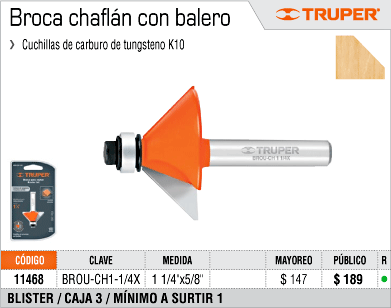 Broca chaflán con balero
TRUPER
Cuchillas de carburo de tungsteno K10
TRUPER
BROU-CH1 1/4X
TRUPER
CÓDIGO CLAVE MEDIDA MAYOREO PÚBLICO R
11468 BROU-CH1-1/4X 1 1/4"x5/8" $ 147 $ 189
BLISTER / CAJA 3 / MÍNIMO A SURTIR 1